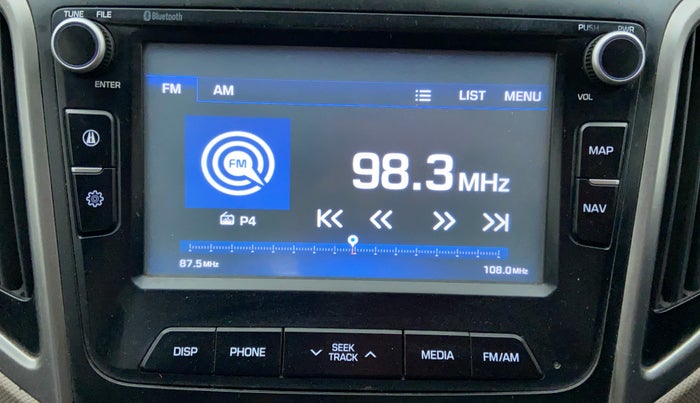 TUNE FILE
Bluetooth
PUSH PWR
ENTER
VOL
FM AM LIST MENU
FM
98.3 MHz
P4
87.5 MHz
108.0 MHz
MAP
NAV
DISP
PHONE
SEEK
TRACK
MEDIA
FM/AM